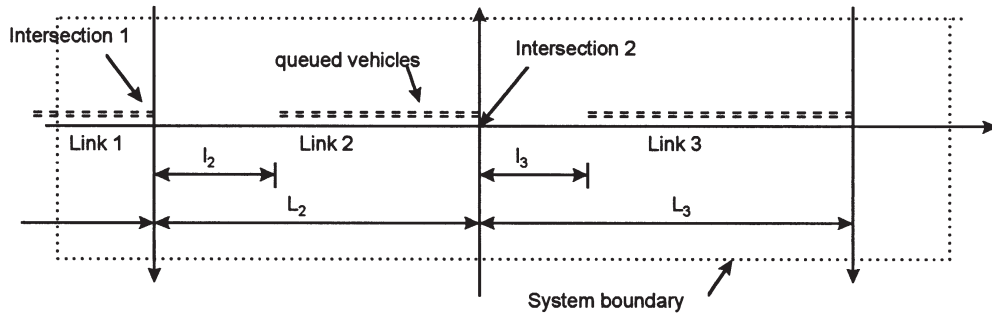 Intersection 1
queued vehicles
Intersection 2
Link 1
Link 2
Link 3
l₂
l₃
L₂
L₃
System boundary